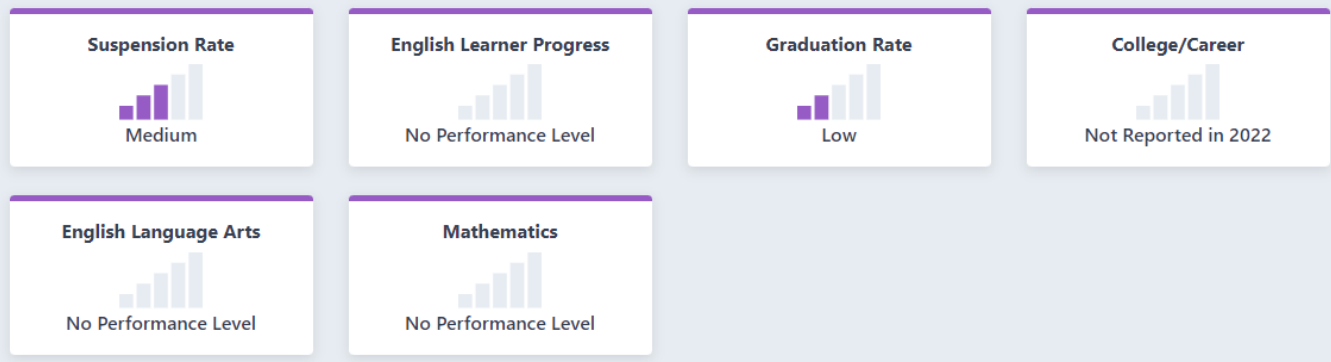 Suspension Rate
Medium
English Learner Progress
No Performance Level
Graduation Rate
Low
College/Career
Not Reported in 2022
English Language Arts
No Performance Level
Mathematics
No Performance Level